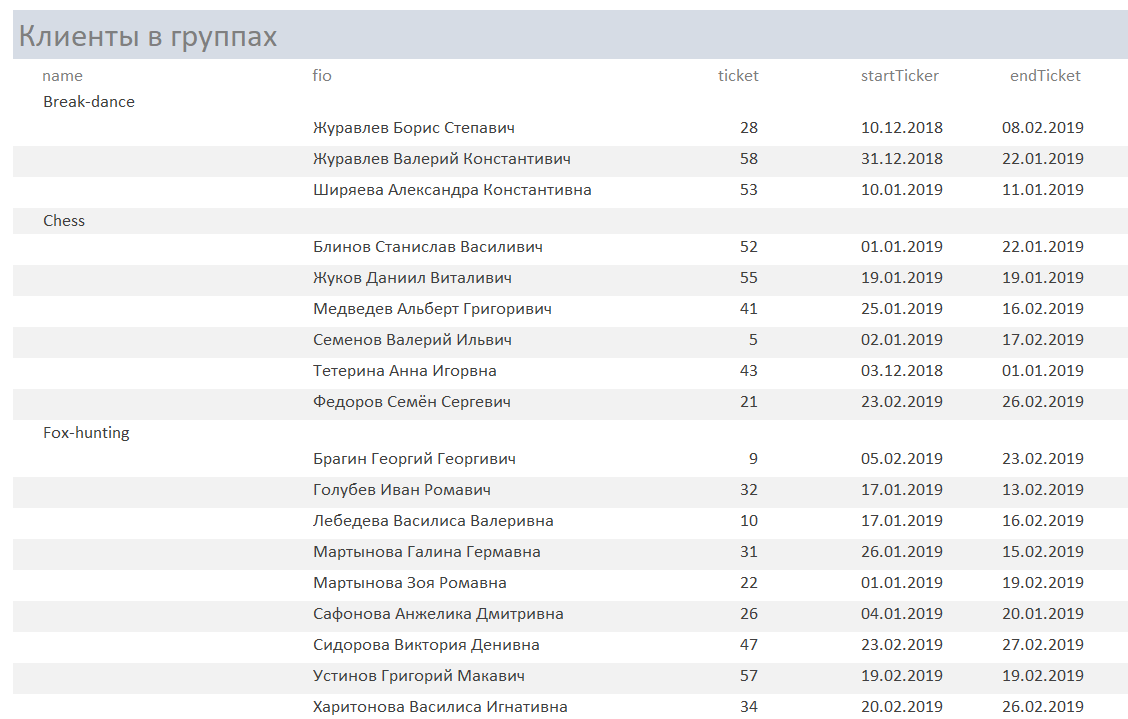 Клиенты в группах
name fio ticket startTicker endTicket
Break-dance
Журавлев Борис Степавич 28 10.12.2018 08.02.2019
Журавлев Валерий Константивич 58 31.12.2018 22.01.2019
Ширяева Александра Константивна 53 10.01.2019 11.01.2019
Chess
Блинов Станислав Василивич 52 01.01.2019 22.01.2019
Жуков Даниил Виталивич 55 19.01.2019 19.01.2019
Медведев Альберт Григоривич 41 25.01.2019 16.02.2019
Семенов Валерий Ильвич 5 02.01.2019 17.02.2019
Тетерина Анна Игорвна 43 03.12.2018 01.01.2019
Федоров Семён Сергевич 21 23.02.2019 26.02.2019
Fox-hunting
Брагин Георгий Георгивич 9 05.02.2019 23.02.2019
Голубев Иван Ромавич 32 17.01.2019 13.02.2019
Лебедева Василиса Валеривна 10 17.01.2019 16.02.2019
Мартынова Галина Гермавна 31 26.01.2019 15.02.2019
Мартынова Зоя Ромавна 22 01.01.2019 19.02.2019
Сафонова Анжелика Дмитривна 26 04.01.2019 20.01.2019
Сидорова Виктория Денивна 47 23.02.2019 27.02.2019
Устинов Григорий Макавич 57 19.02.2019 19.02.2019
Харитонова Василиса Игнативна 34 20.02.2019 26.02.2019